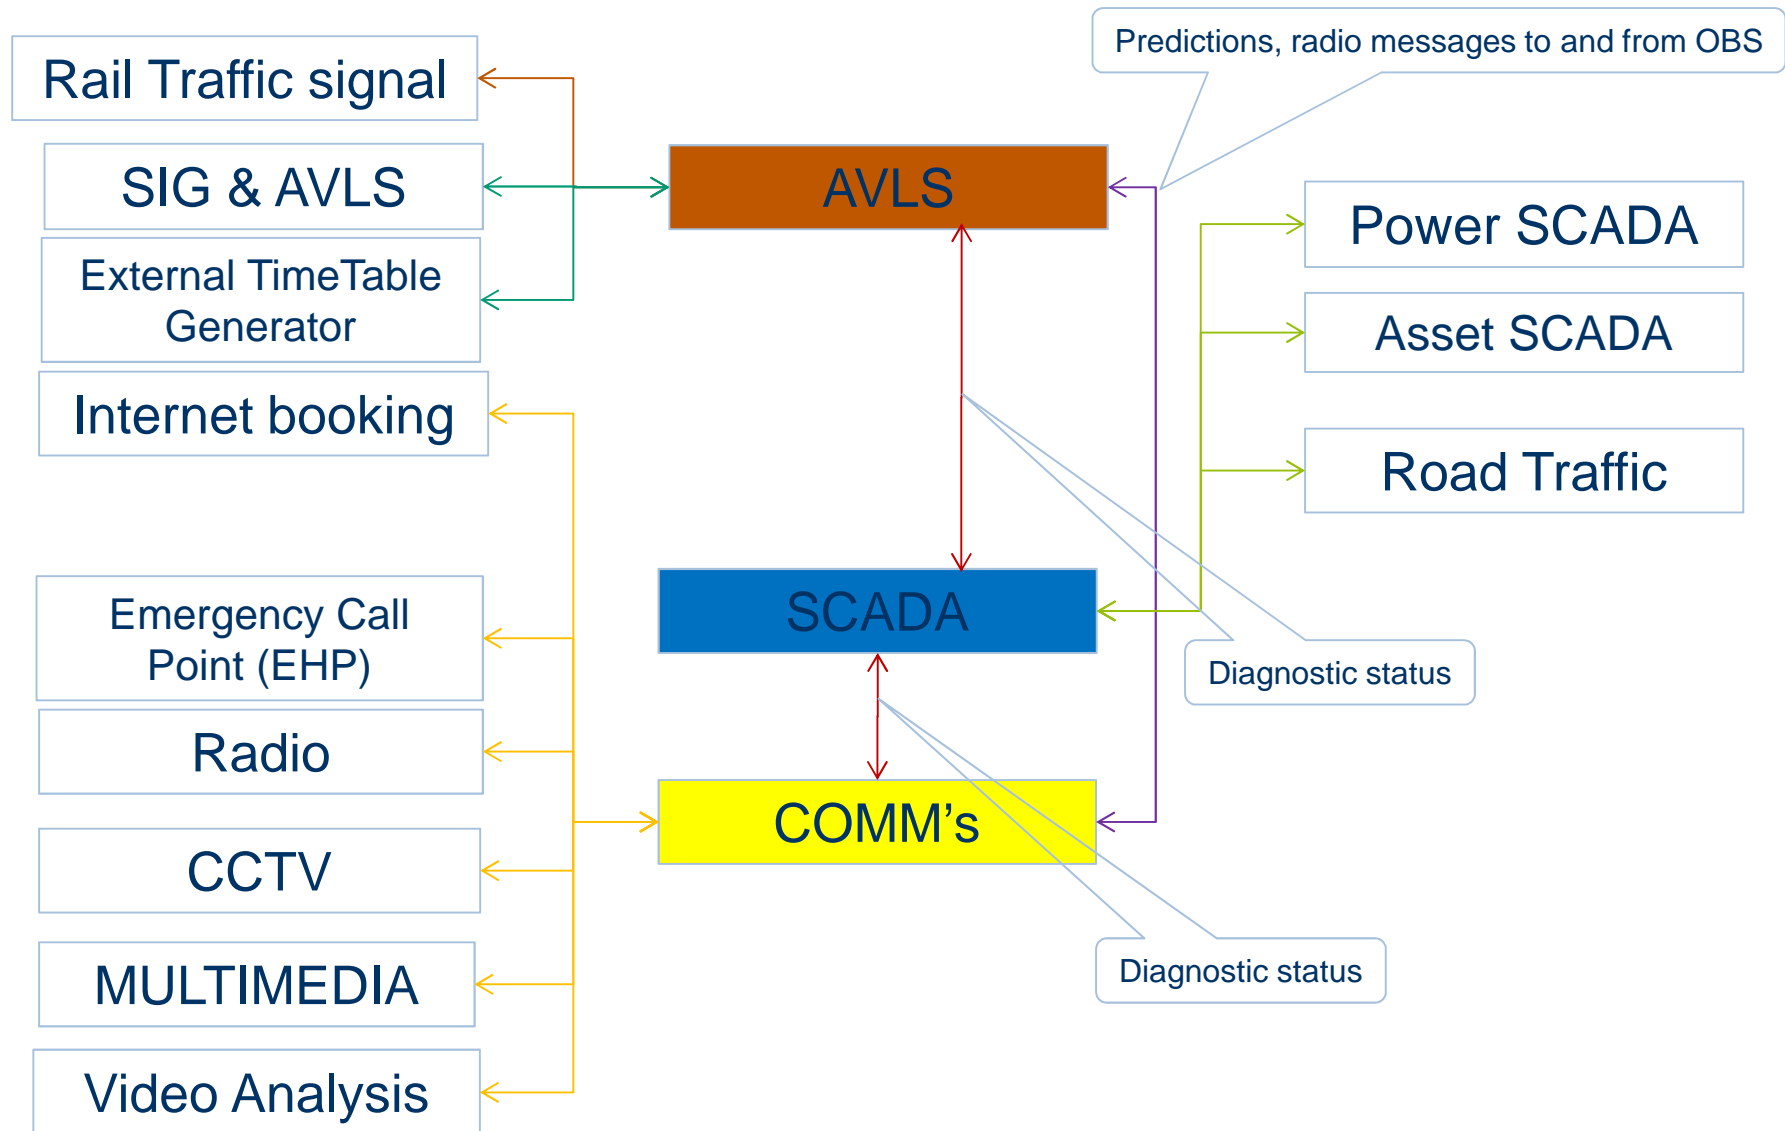 Predictions, radio messages to and from OBS
Rail Traffic signal
SIG & AVLS
AVLS
External TimeTable
Generator
Power SCADA
Asset SCADA
Internet booking
Road Traffic
Emergency Call
Point (EHP)
SCADA
Diagnostic status
Radio
COMM’s
CCTV
Diagnostic status
MULTIMEDIA
Video Analysis